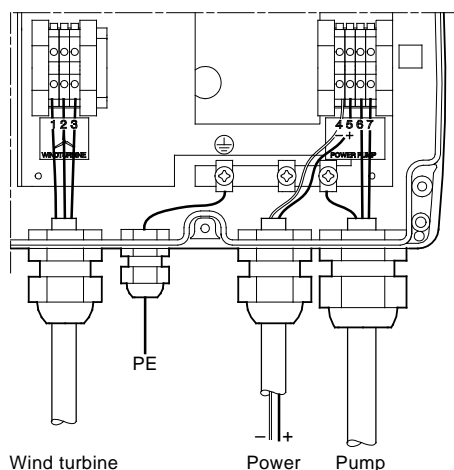 1 2 3
WINDTURBINE
4 5 6 7
− +
POWER PUMP
PE
− +
Wind turbine
Power
Pump